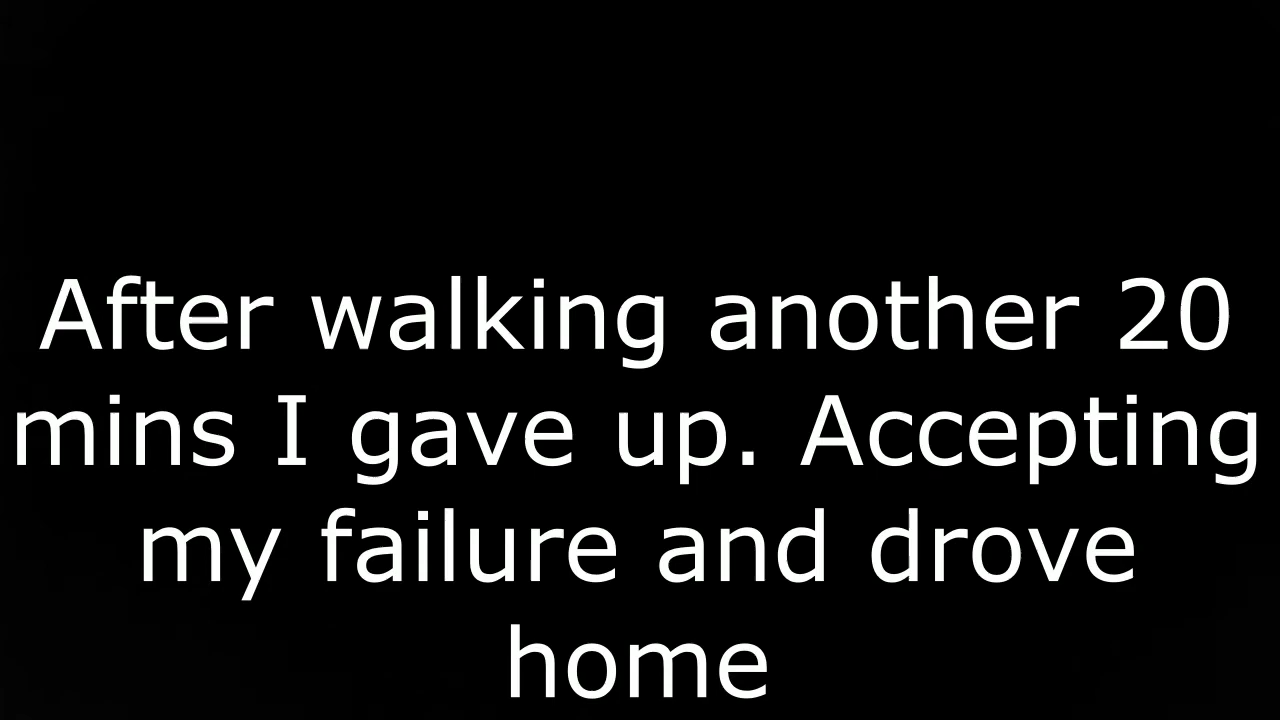 After walking another 20
mins I gave up. Accepting
my failure and drove
home